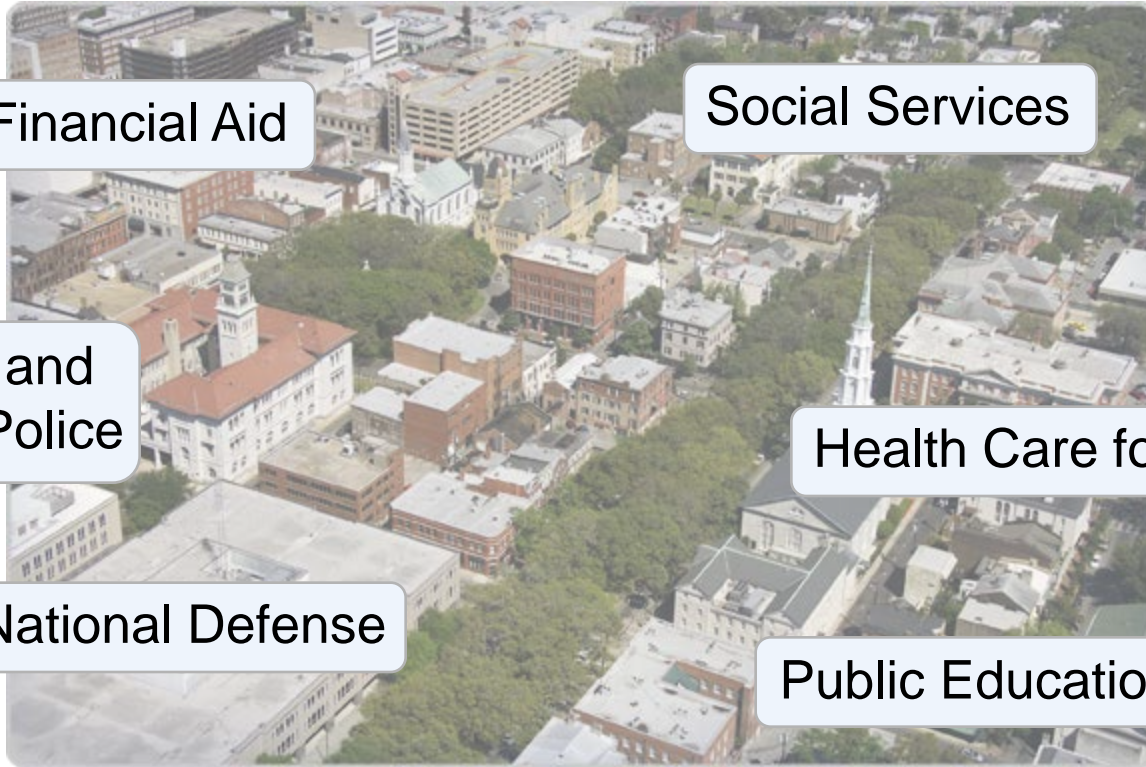 Financial Aid
Social Services
and
Police
Health Care fo
National Defense
Public Educatio